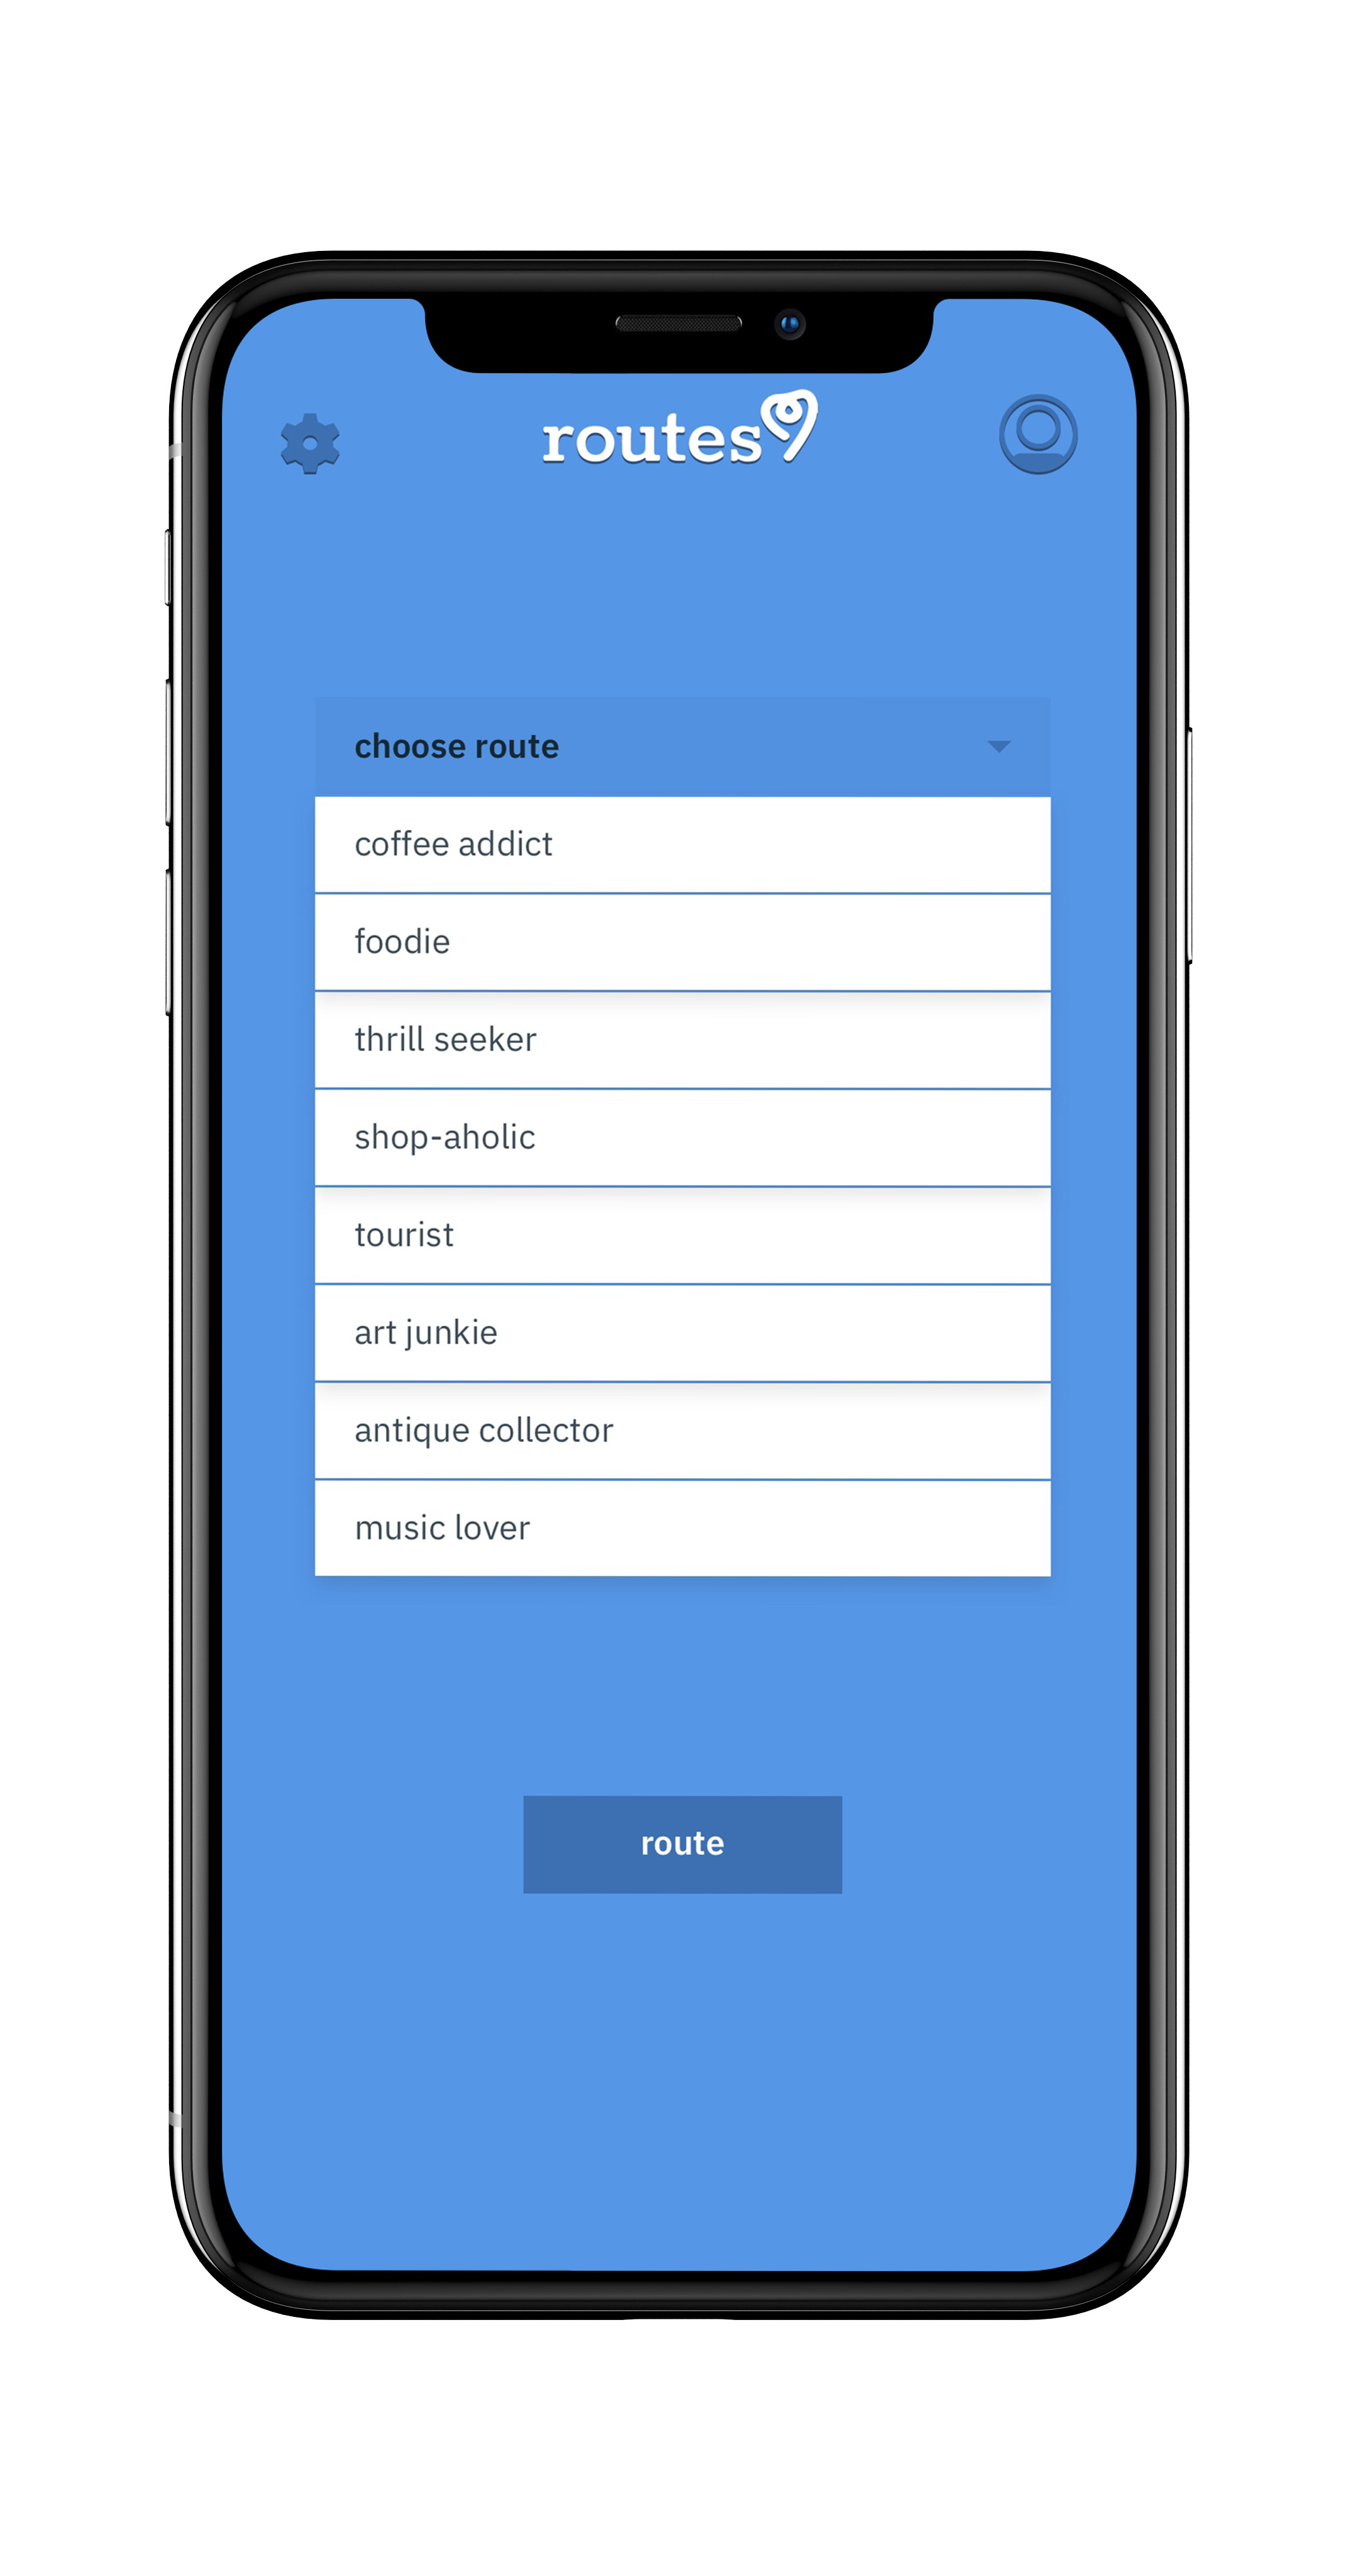 routes
choose route
coffee addict
foodie
thrill seeker
shop-aholic
tourist
art junkie
antique collector
music lover
route